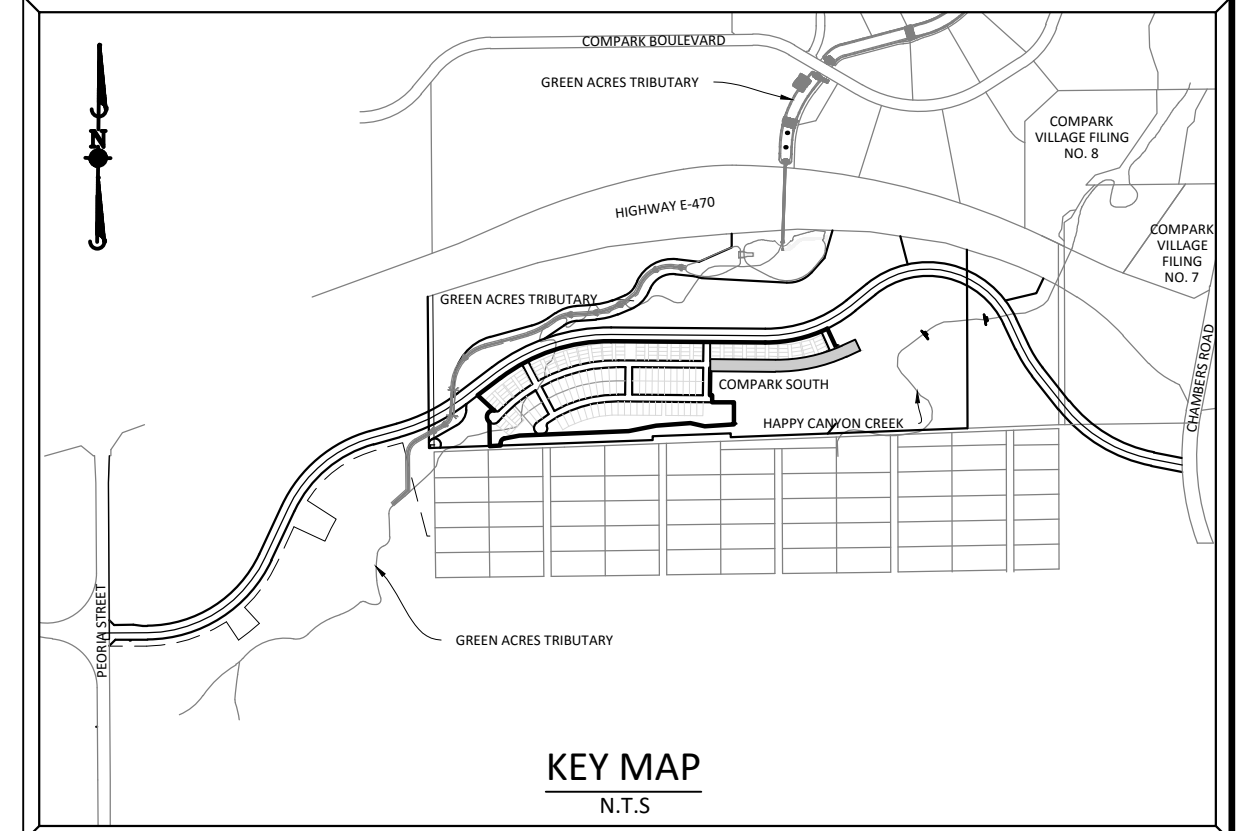 COMPARK BOULEVARD
GREEN ACRES TRIBUTARY
N
COMPARK
VILLAGE FILING
NO. 8
HIGHWAY E-470
COMPARK
VILLAGE
FILING
NO. 7
GREEN ACRES TRIBUTARY
CHAMBERS ROAD
COMPARK SOUTH
HAPPY CANYON CREEK
PEORIA STREET
GREEN ACRES TRIBUTARY
KEY MAP
N.T.S